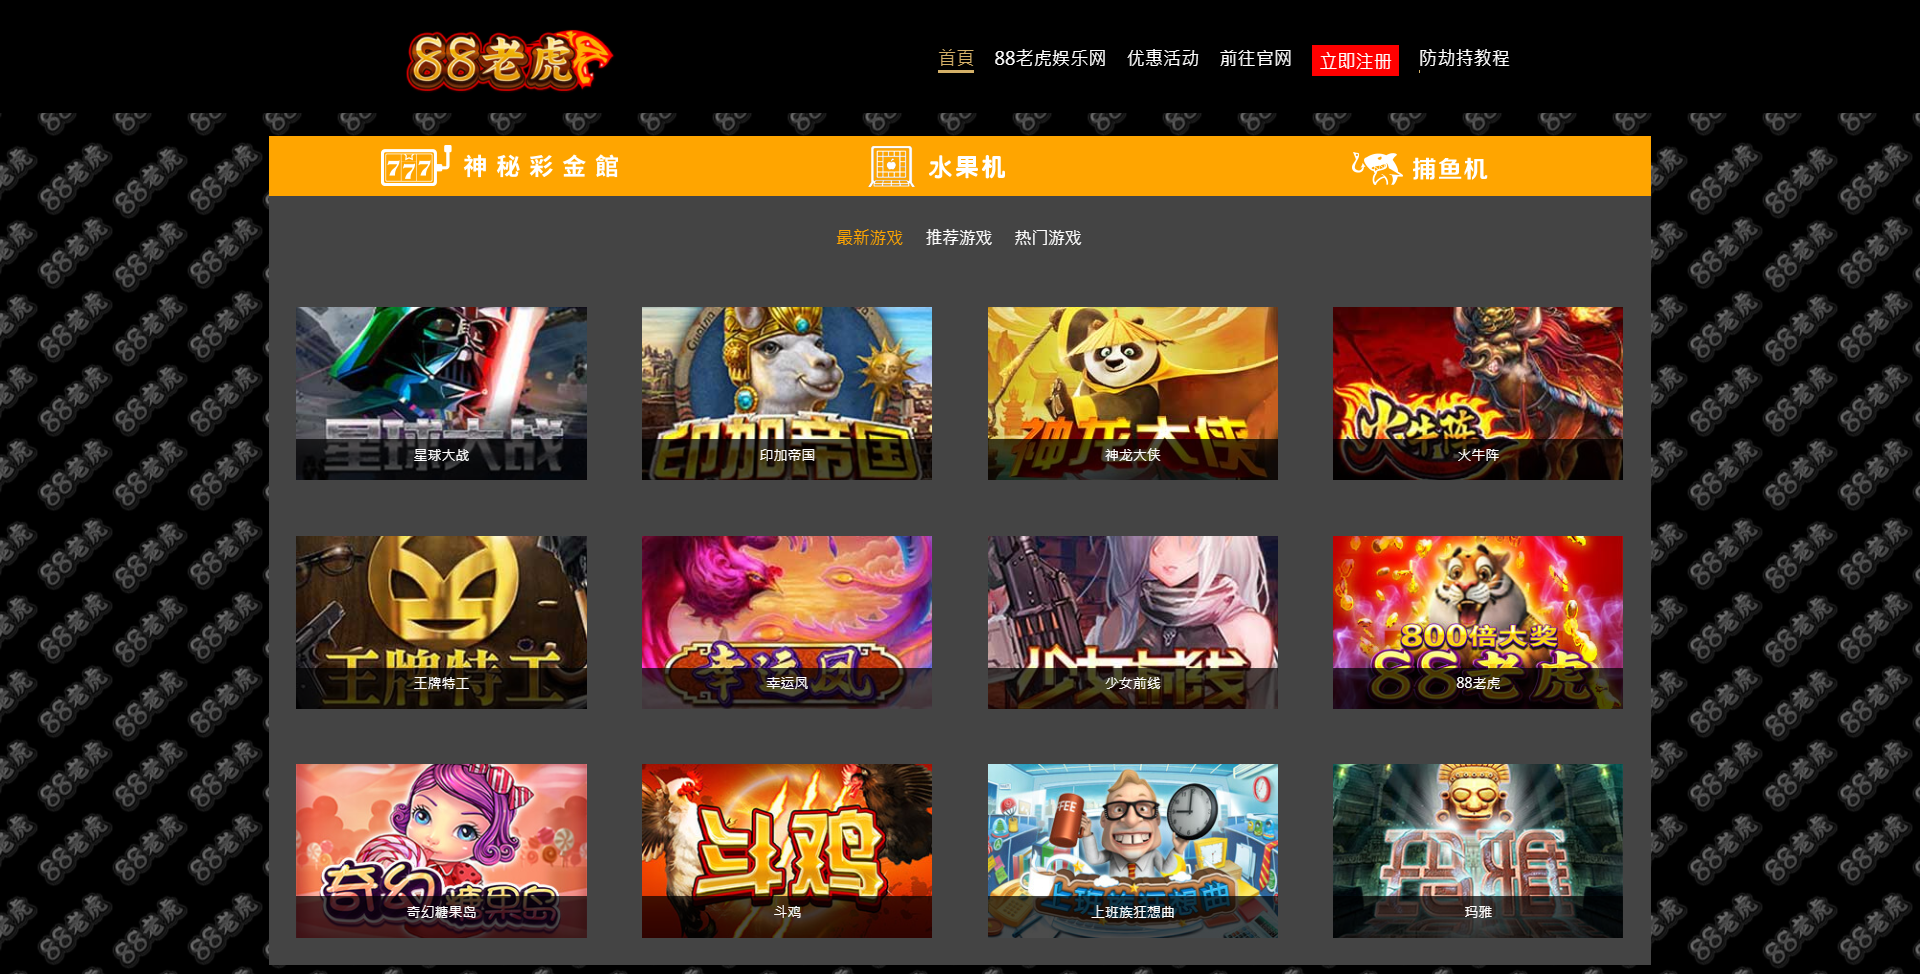 88老虎
首頁 88老虎娱乐网 优惠活动 前往官网 立即注册 防劫持教程
777 神秘彩金館 水果机 捕鱼机
最新游戏 推荐游戏 热门游戏
星球大战 印加帝国 神龙大侠 火牛阵
星球大战 印加帝国 神龙大侠 火牛阵
800倍大奖
王牌特工 幸运凤 少女前线 88老虎
王牌特工 幸运凤 少女前线 88老虎
奇幻糖果岛 斗鸡 上班族狂想曲 玛雅
奇幻糖果岛 斗鸡 上班族狂想曲 玛雅